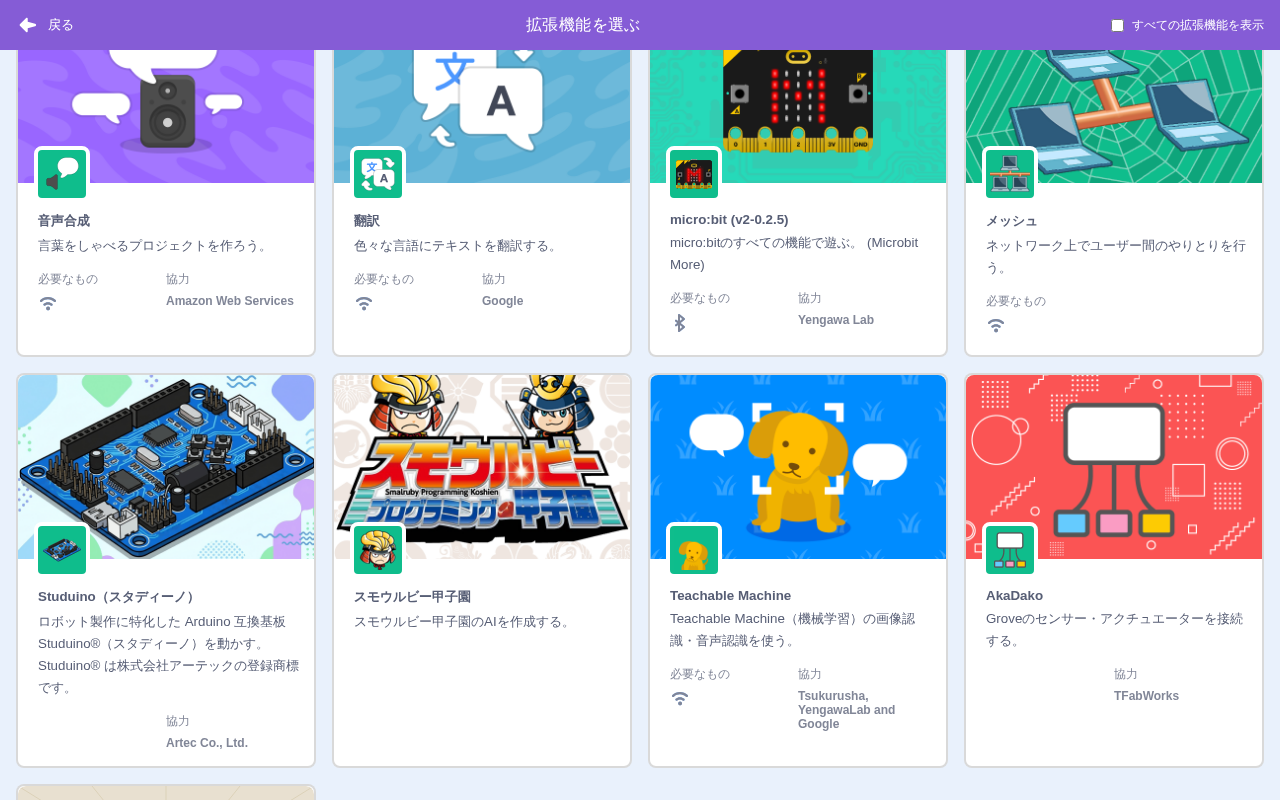 戻る
拡張機能を選ぶ
すべての拡張機能を表示
文
A
0 1 2 3V GND
文
A
音声合成
言葉をしゃべるプロジェクトを作ろう。
必要なもの
協力
Amazon Web Services
翻訳
色々な言語にテキストを翻訳する。
必要なもの
協力
Google
micro:bit (v2-0.2.5)
micro:bitのすべての機能で遊ぶ。 (Microbit
More)
必要なもの
協力
Yengawa Lab
メッシュ
ネットワーク上でユーザー間のやりとりを行
う。
必要なもの
スモウルビー
Smalruby Programming Koshien
プログラミング甲子園
Studuino（スタディーノ）
ロボット製作に特化した Arduino 互換基板
Studuino®（スタディーノ）を動かす。
Studuino® は株式会社アーテックの登録商標
です。
協力
Artec Co., Ltd.
スモウルビー甲子園
スモウルビー甲子園のAIを作成する。
Teachable Machine
Teachable Machine（機械学習）の画像認
識・音声認識を使う。
必要なもの
協力
Tsukurusha,
YengawaLab and
Google
AkaDako
Groveのセンサー・アクチュエーターを接続
する。
協力
TFabWorks